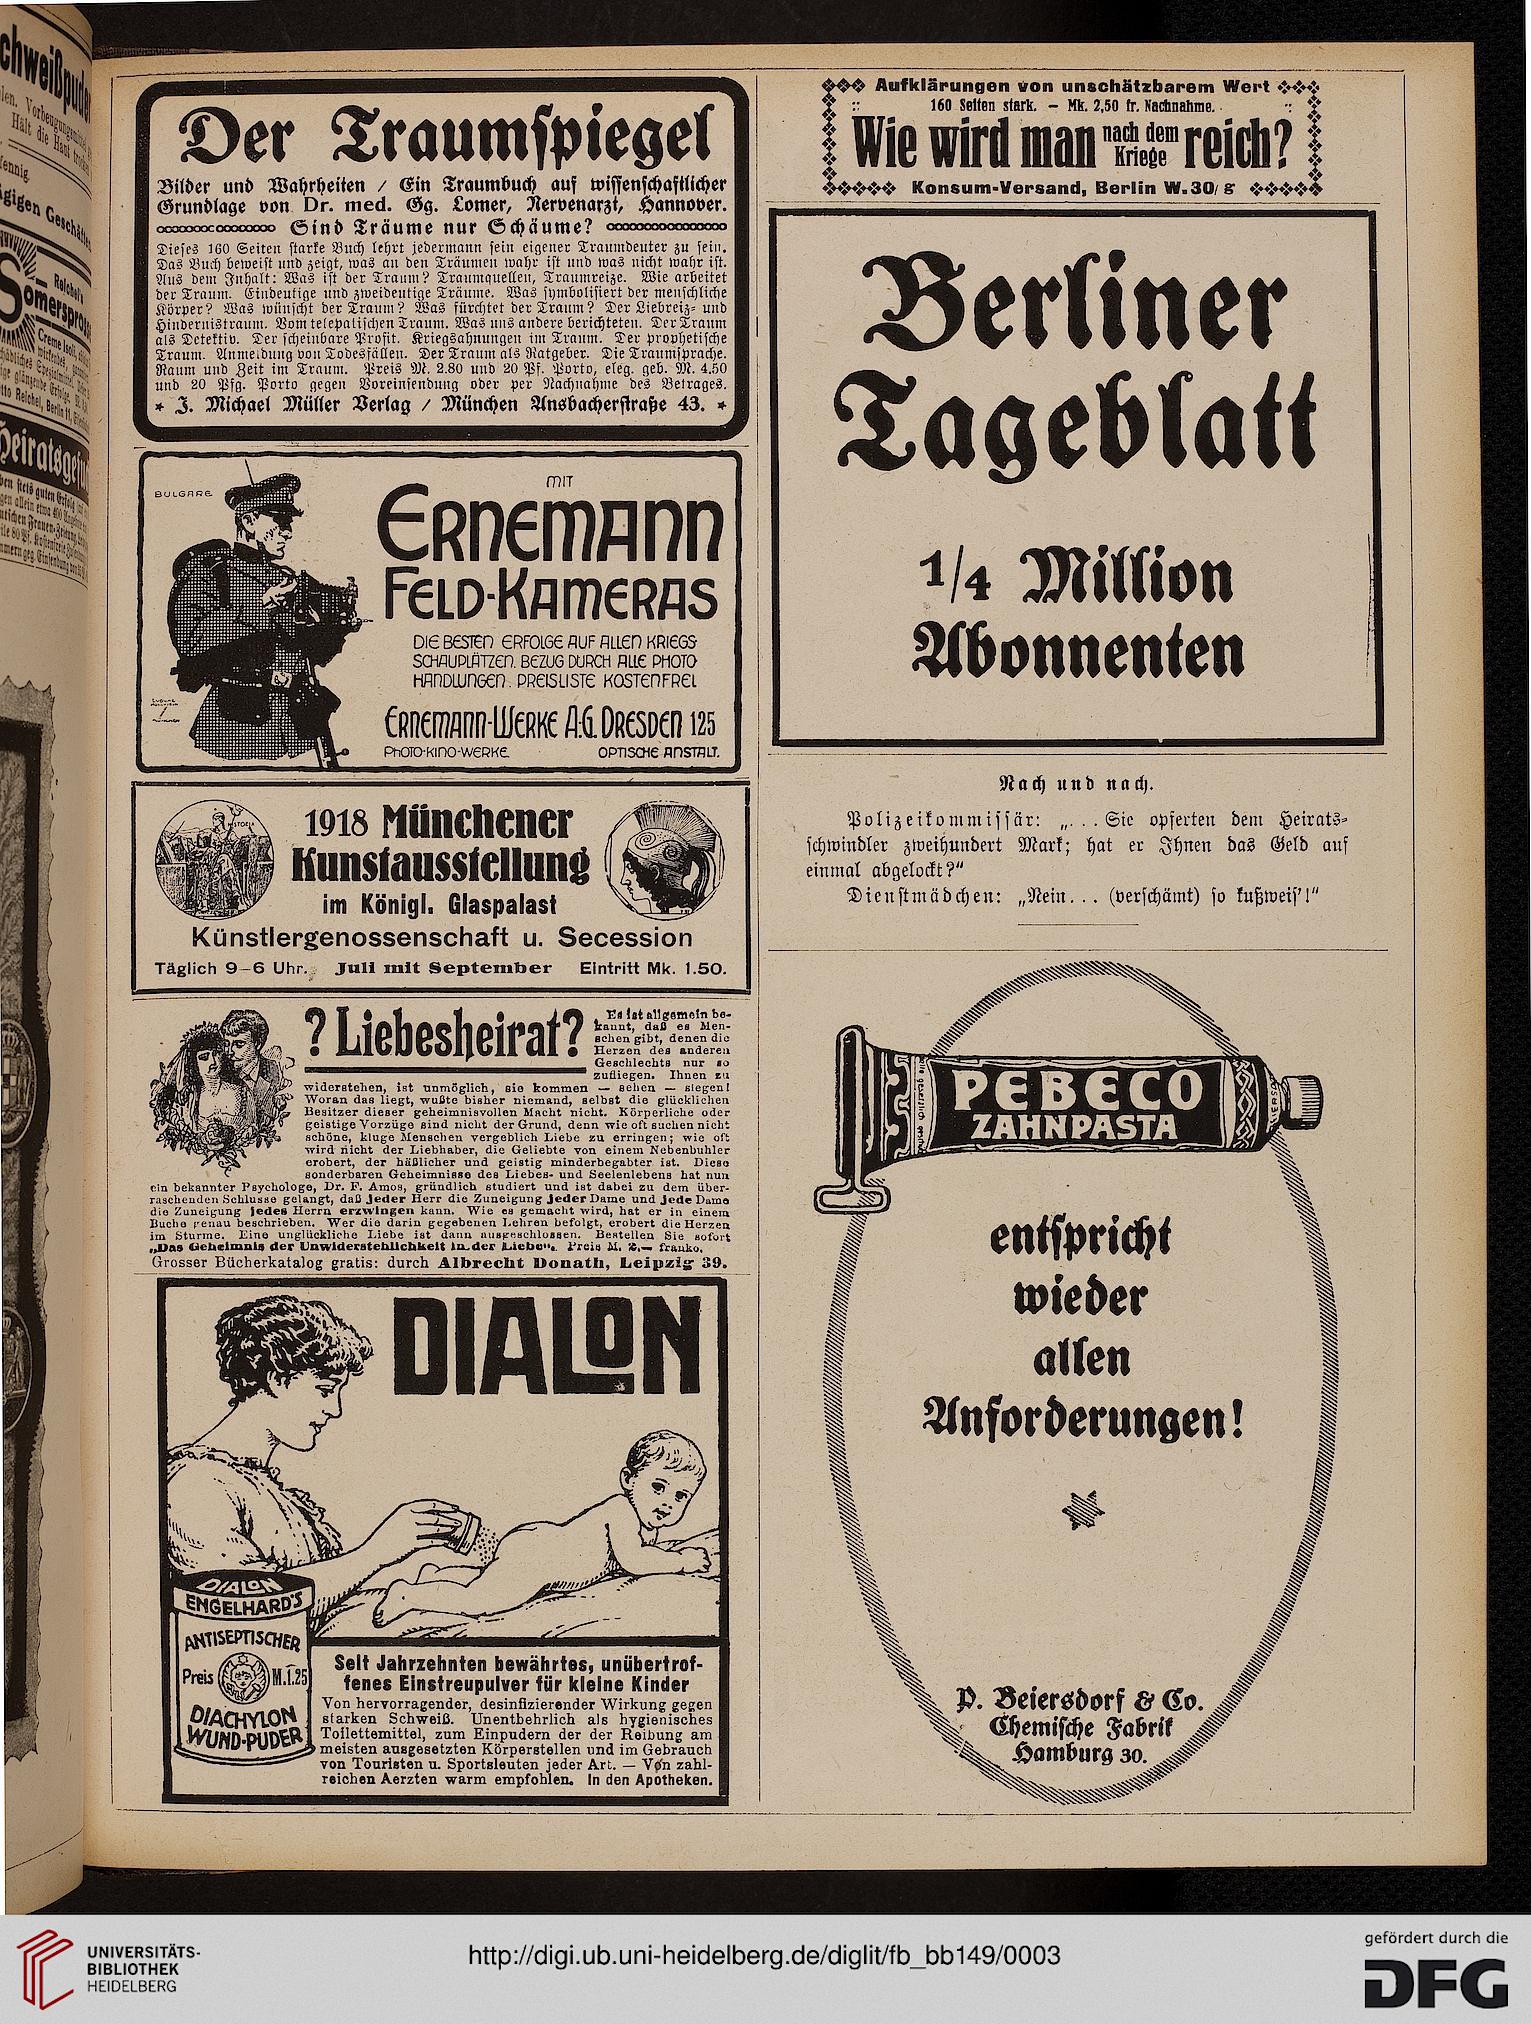 Der Traumspiegel
Bilder und Wahrheiten / Ein Traumbuch auf wissenschaftlicher
Grundlage von Dr. med. Gg. Lomer, Nervenarzt, Hannover.
Sind Träume nur Schäume?
Dieses 160 Seiten starke Buch lehrt jedermann sein eigener Traumdeuter zu sein.
Das Buch beweist und zeigt, was an den Träumen wahr ist und was nicht wahr ist.
Aus dem Inhalt: Was ist der Traum? Traumquellen, Traumreize. Wie arbeitet
der Traum. Eindeutige und zweideutige Träume. Was symbolisiert der menschliche
Körper? Was wünscht der Traum? Was fürchtet der Traum? Der Liebreiz- und
Hindernistraum. Vom telepatischen Traum. Was uns andere berichteten. Der Traum
als Detektiv. Der scheinbare Profit. Kriegsahnungen im Traum. Der prophetische
Traum. Anmeldung von Todesfällen. Der Traum als Ratgeber. Die Traumsprache.
Raum und Zeit im Traum. Preis M. 2.80 und 20 Pf. Porto, eleg. geb. M. 4.50
und 20 Pfg. Porto gegen Voreinsendung oder per Nachnahme des Betrages.
* J. Michael Müller Verlag / München Ansbacherstraße 43. *
BULGARE
MIT
ERNEMANN
FELD-KAMERAS
DIE BESTEN ERFOLGE AUF ALLEN KRIEGS-
SCHAUPLÄTZEN. BEZUG DURCH ALLE PHOTO-
HANDLUNGEN. PREISLISTE KOSTENFREI.
ERNEMANN-WERKE A-G. DRESDEN 125
PHOTO-KINO-WERKE. OPTISCHE ANSTALT.
1918 Münchener
Kunstausstellung
im Königl. Glaspalast
Künstlergenossenschaft u. Secession
Täglich 9–6 Uhr. Juli mit September Eintritt Mk. 1.50.
? Liebesheirat?
Es ist allgemein be-
kannt, daß es Men-
schen gibt, denen die
Herzen des anderen
Geschlechts nur so
zufliegen. Ihnen zu
widerstehen, ist unmöglich, sie kommen — sehen — siegen!
Woran das liegt, wußte bisher niemand, selbst die glücklichen
Besitzer dieser geheimnisvollen Macht nicht. Körperliche oder
geistige Vorzüge sind nicht der Grund, denn wie oft suchen nicht
schöne, kluge Menschen vergeblich Liebe zu erringen; wie oft
wird nicht der Liebhaber, die Geliebte von einem Nebenbuhler
erobert, der häßlicher und geistig minderbegabter ist. Diese
sonderbaren Geheimnisse des Liebes- und Seelenlebens hat nun
ein bekannter Psychologe, Dr. F. Amos, gründlich studiert und ist dabei zu dem über-
raschenden Schlusse gelangt, daß Jeder Herr die Zuneigung Jeder Dame und Jede Dame
die Zuneigung jedes Herrn erzwingen kann. Wie es gemacht wird, hat er in einem
Buche genau beschrieben. Wer die darin gegebenen Lehren befolgt, erobert die Herzen
im Sturme. Eine unglückliche Liebe ist dann ausgeschlossen. Bestellen Sie sofort
„Das Geheimnis der Unwiderstehlichkeit in der Liebe". Preis M. 2,— franko.
Grosser Bücherkatalog gratis: durch Albrecht Donath, Leipzig 39.
DIALON
DIALON
ENGELHARD'S
ANTISEPTISCHER
Preis M.1.25
DIACHYLON
WUND-PUDER
Seit Jahrzehnten bewährtes, unübertrof-
fenes Einstreupulver für kleine Kinder
Von hervorragender, desinfizierender Wirkung gegen
starken Schweiß. Unentbehrlich als hygienisches
Toilettemittel, zum Einpudern der der Reibung am
meisten ausgesetzten Körperstellen und im Gebrauch
von Touristen u. Sportsleuten jeder Art. — Von zahl-
reichen Aerzten warm empfohlen. In den Apotheken.
Aufklärungen von unschätzbarem Wert
160 Seiten stark. – Mk. 2,50 fr. Nachnahme.
Wie wird man nach dem Kriege reich?
Konsum-Versand, Berlin W.30/g
Berliner
Tageblatt
1/4 Million
Abonnenten
Nach und nach.
Polizeikommissär: „. . . Sie opferten dem Heirats-
schwindler zweihundert Mark; hat er Ihnen das Geld auf
einmal abgelockt?"
Dienstmädchen: „Nein. . . (verschämt) so kußweis'!"
PEBECO
ZAHNPASTA
entspricht
wieder
allen
Anforderungen!
P. Beiersdorf & Co.
Chemische Fabrik
Hamburg 30.
UNIVERSITÄTS-
BIBLIOTHEK
HEIDELBERG
http://digi.ub.uni-heidelberg.de/diglit/fb_bb149/0003
gefördert durch die
DFG